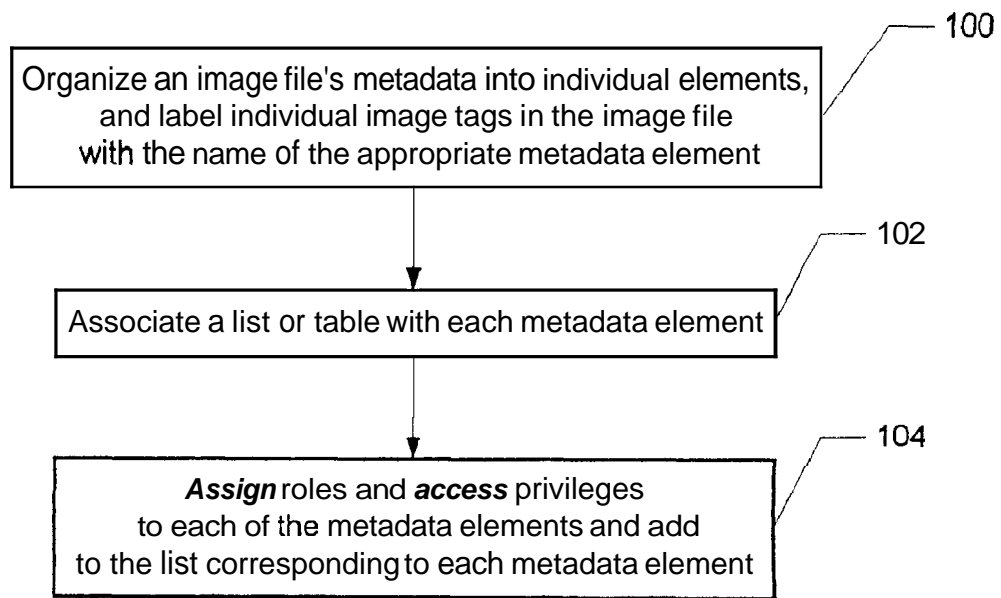 100
Organize an image file's metadata into individual elements,
and label individual image tags in the image file
with the name of the appropriate metadata element
102
Associate a list or table with each metadata element
104
Assign roles and access privileges
to each of the metadata elements and add
to the list corresponding to each metadata element